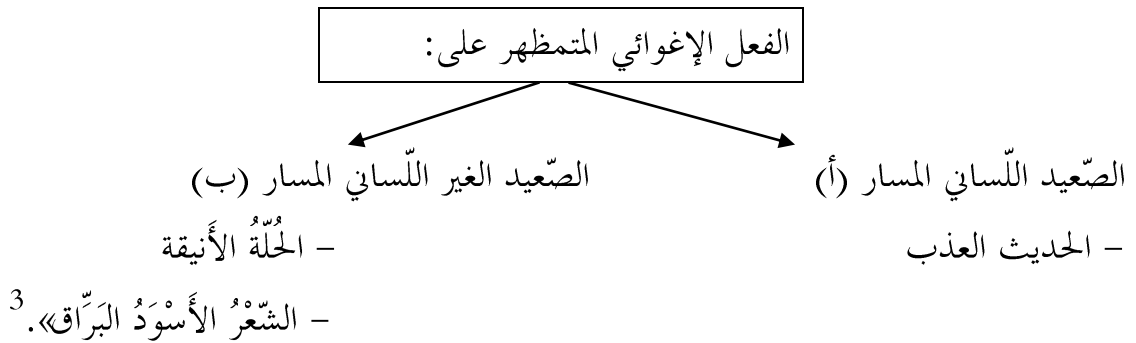 الفعل الإغوائي المتمظهر على:
الصّعيد اللّساني المسار (أ)
الصّعيد الغير اللّساني المسار (ب)
– الحديث العذب
– الحُلّةُ الأَنيقة
– الشّعْرُ الأَسْوَدُ البَرَّاق».3